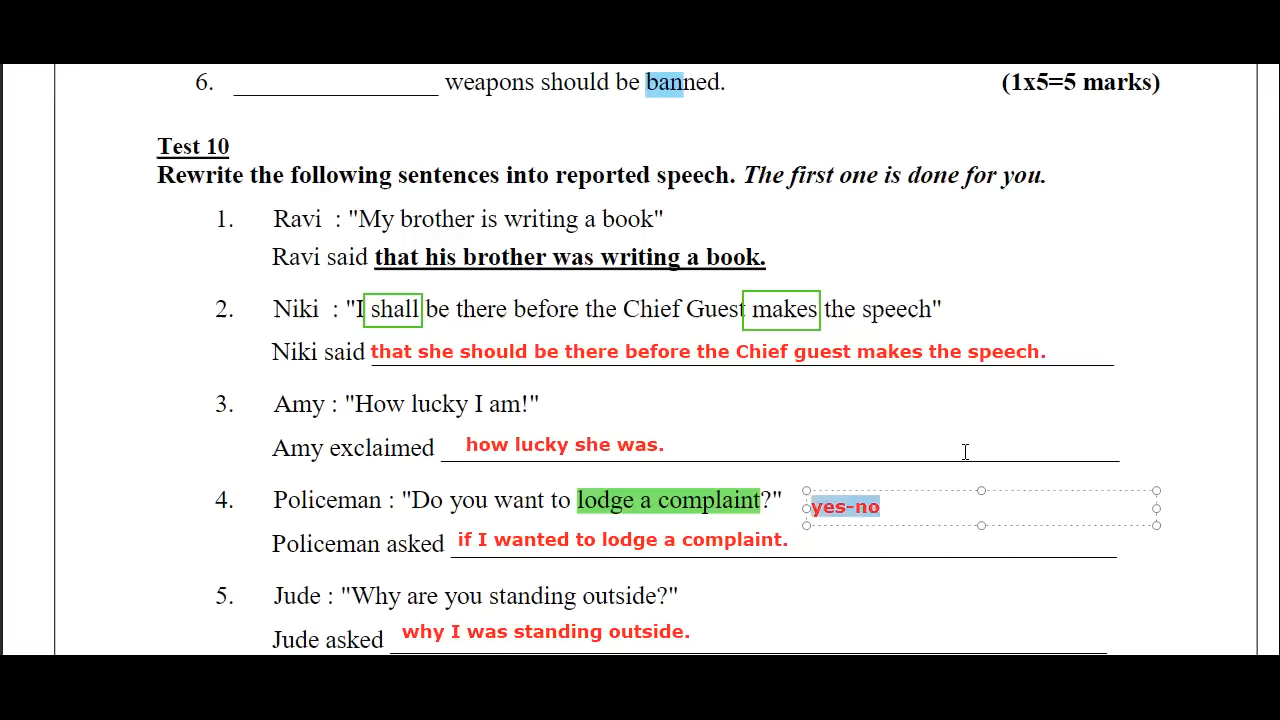 6. ________________ weapons should be banned. (1x5=5 marks)
Test 10
Rewrite the following sentences into reported speech. The first one is done for you.
1. Ravi : "My brother is writing a book"
Ravi said that his brother was writing a book.
2. Niki : "I shall be there before the Chief Guest makes the speech"
Niki said that she should be there before the Chief guest makes the speech.
3. Amy : "How lucky I am!"
Amy exclaimed how lucky she was.
4. Policeman : "Do you want to lodge a complaint?" yes-no
Policeman asked if I wanted to lodge a complaint.
5. Jude : "Why are you standing outside?"
Jude asked why I was standing outside.